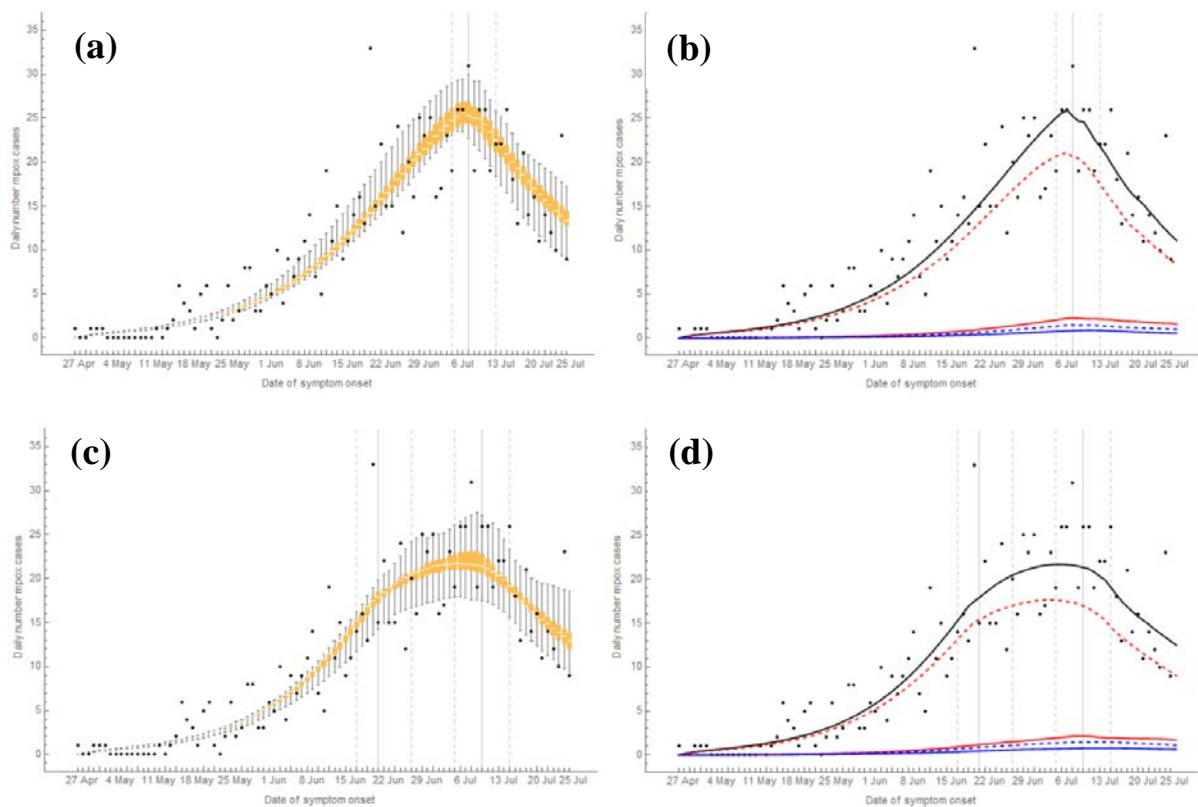 (a)
35
30
25
20
15
10
5
0
Daily number mpox cases
27 Apr 4 May 11 May 18 May 25 May 1 Jun 8 Jun 15 Jun 22 Jun 29 Jun 6 Jul 13 Jul 20 Jul 25 Jul
Date of symptom onset
(b)
35
30
25
20
15
10
5
0
Daily number mpox cases
27 Apr 4 May 11 May 18 May 25 May 1 Jun 8 Jun 15 Jun 22 Jun 29 Jun 6 Jul 13 Jul 20 Jul 25 Jul
Date of symptom onset
(c)
35
30
25
20
15
10
5
0
Daily number mpox cases
27 Apr 4 May 11 May 18 May 25 May 1 Jun 8 Jun 15 Jun 22 Jun 29 Jun 6 Jul 13 Jul 20 Jul 25 Jul
Date of symptom onset
(d)
35
30
25
20
15
10
5
0
Daily number mpox cases
27 Apr 4 May 11 May 18 May 25 May 1 Jun 8 Jun 15 Jun 22 Jun 29 Jun 6 Jul 13 Jul 20 Jul 25 Jul
Date of symptom onset